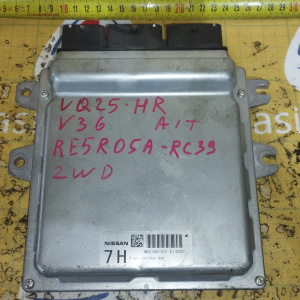 VQ25-HR
V36 A/T
RE5R05A-RC39
2WD
NISSAN
7H